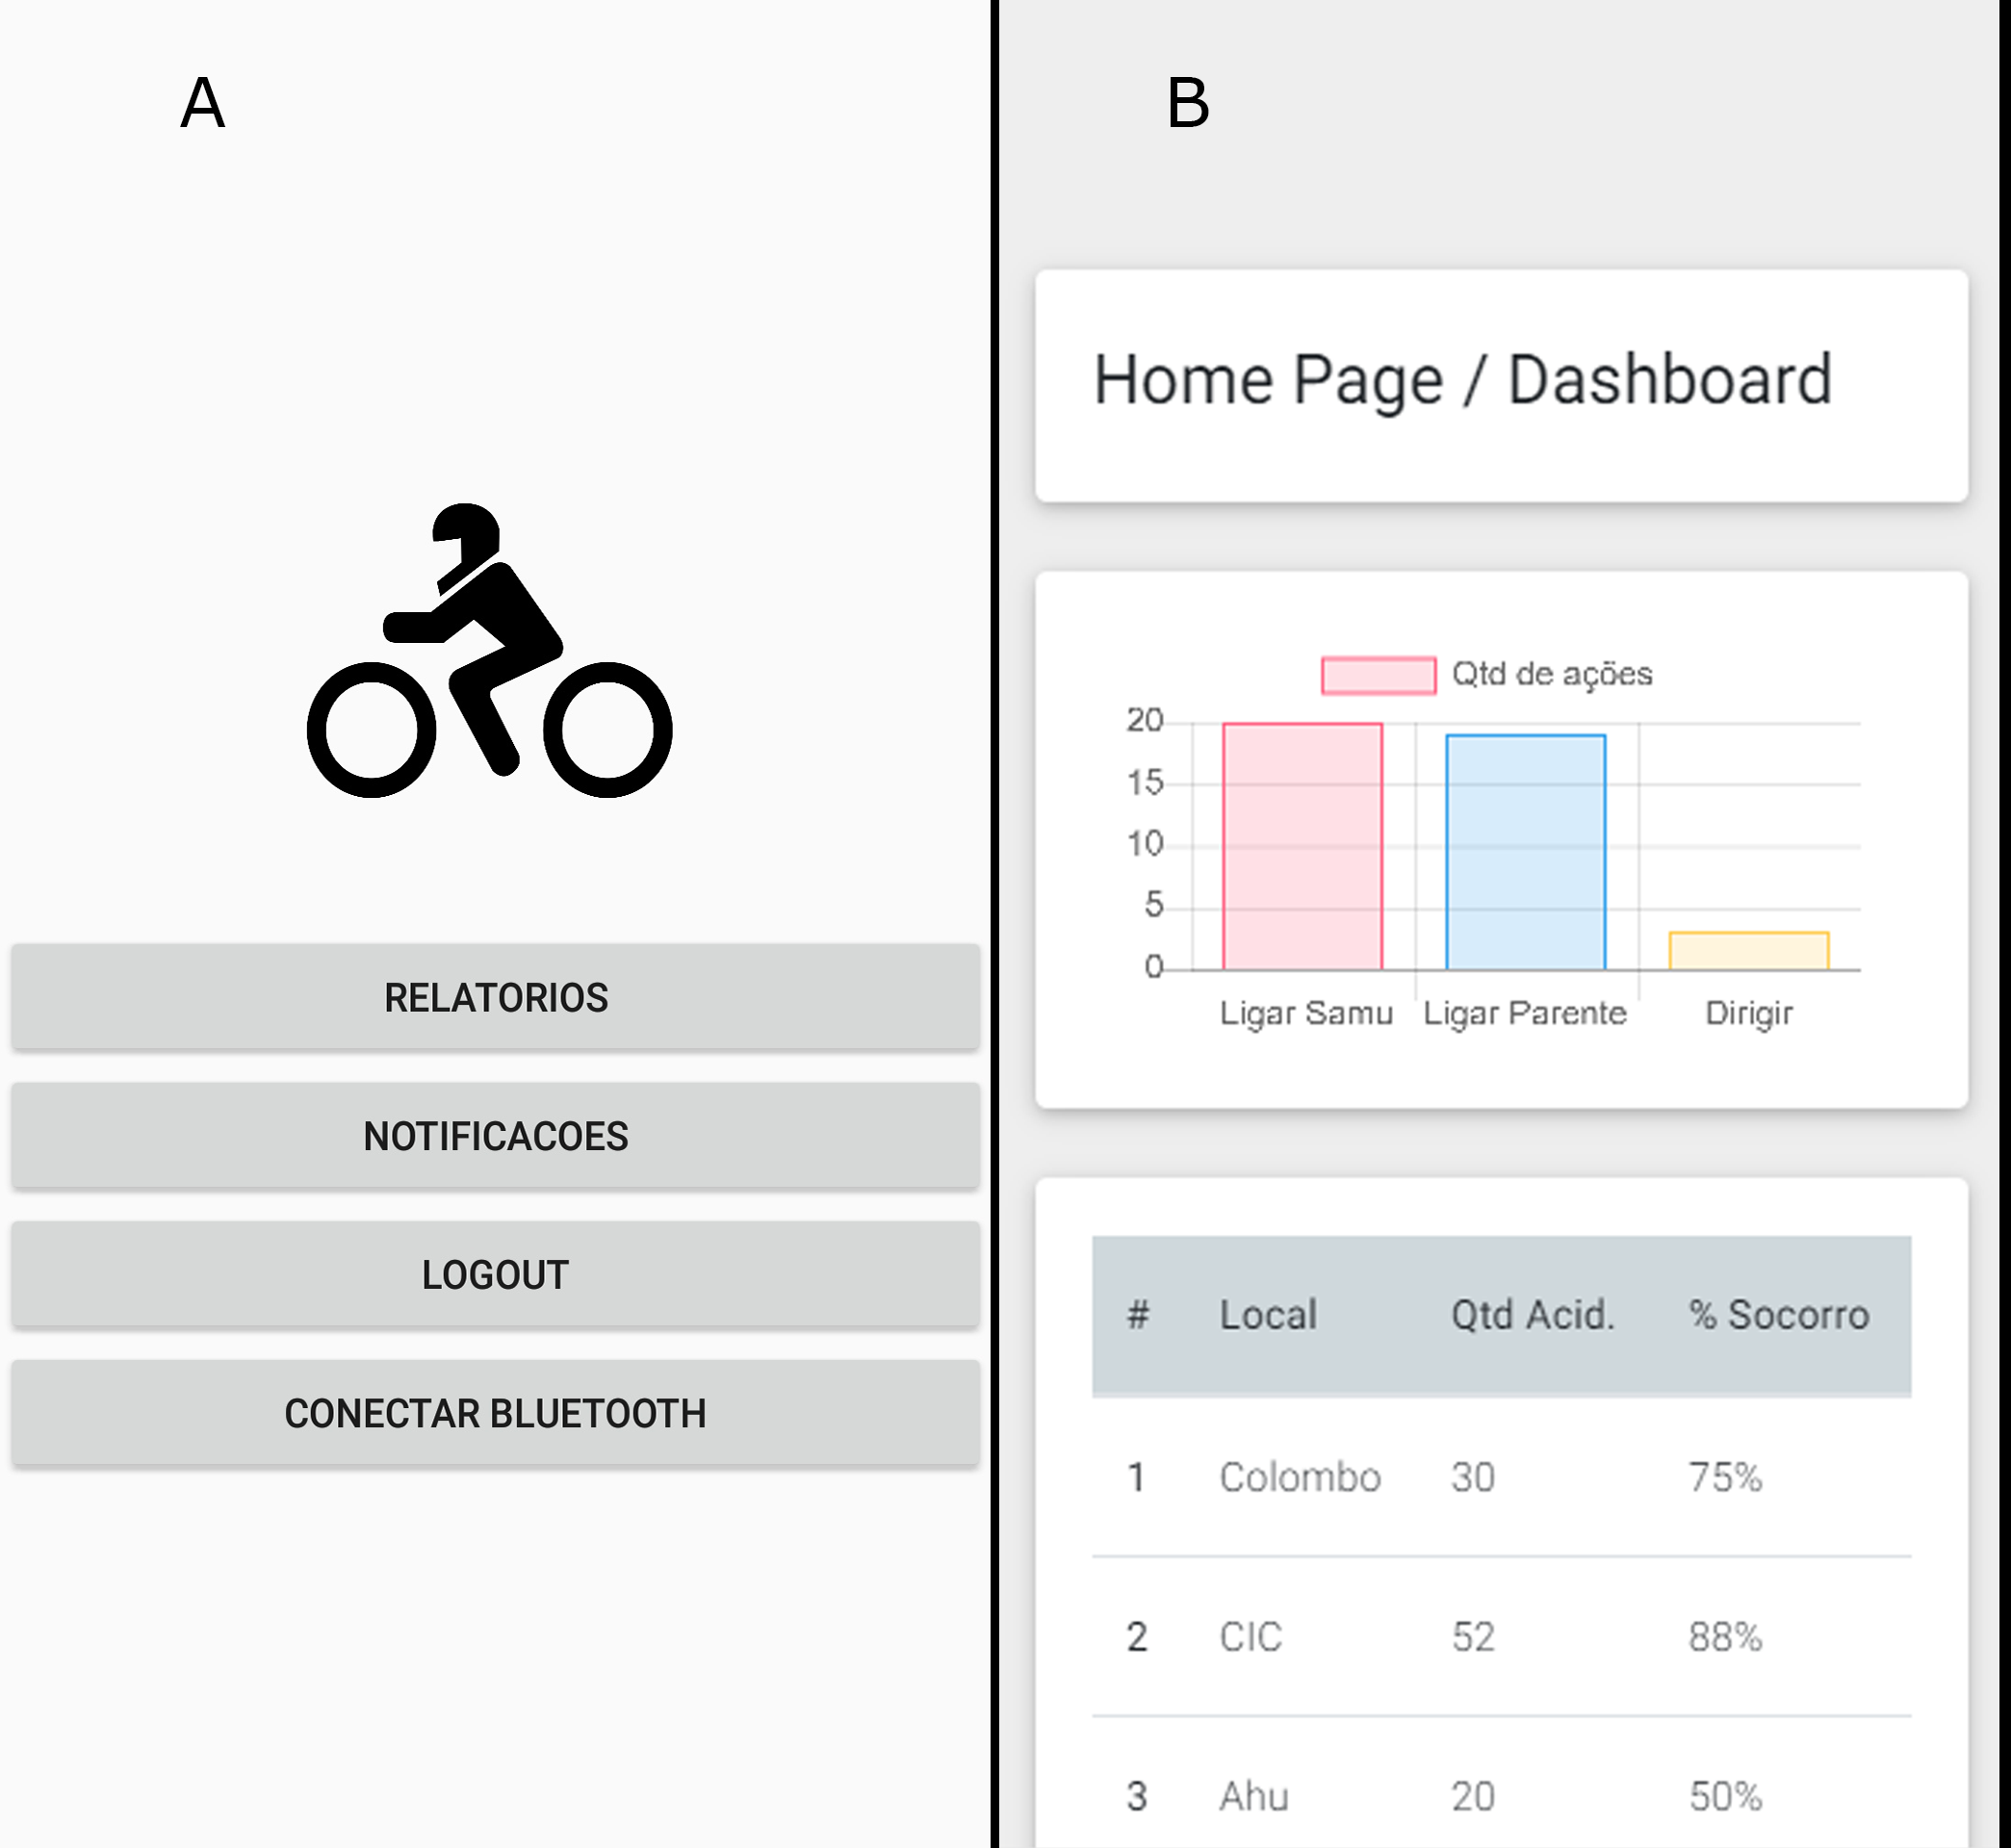 A
RELATORIOS
NOTIFICACOES
LOGOUT
CONECTAR BLUETOOTH
B
Home Page / Dashboard
Qtd de ações
20
15
10
5
0
Ligar Samu Ligar Parente Dirigir
# Local Qtd Acid. % Socorro
1 Colombo 30 75%
2 CIC 52 88%
3 Ahu 20 50%